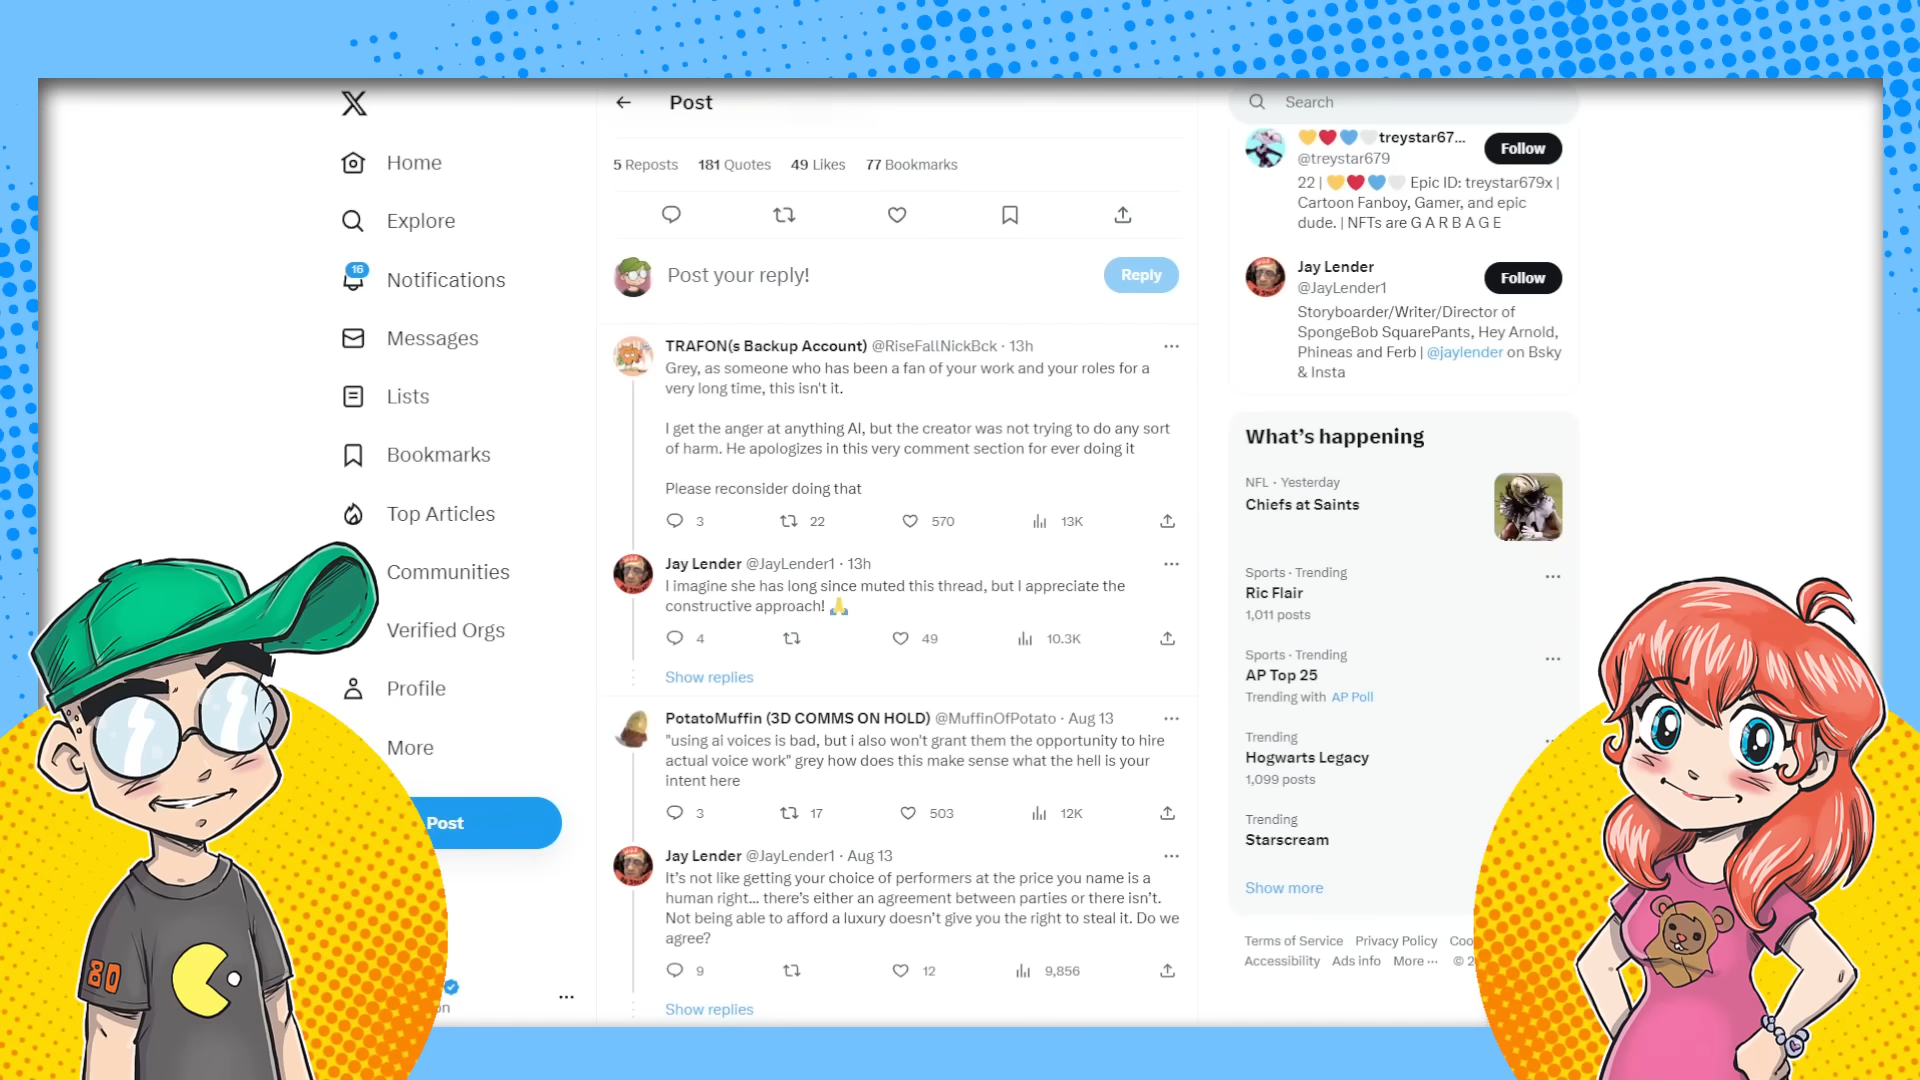 Home
Explore
16
Notifications
Messages
Lists
Bookmarks
Top Articles
Communities
Verified Orgs
Profile
More
Post
Post
5 Reposts 181 Quotes 49 Likes 77 Bookmarks
Post your reply!
Reply
TRAFON(s Backup Account) @RiseFallNickBck · 13h
Grey, as someone who has been a fan of your work and your roles for a
very long time, this isn't it.
I get the anger at anything AI, but the creator was not trying to do any sort
of harm. He apologizes in this very comment section for ever doing it
Please reconsider doing that
3 22 570 13K
Jay Lender @JayLender1 · 13h
I imagine she has long since muted this thread, but I appreciate the
constructive approach! 🙏
4 49 10.3K
Show replies
PotatoMuffin (3D COMMS ON HOLD) @MuffinOfPotato · Aug 13
"using ai voices is bad, but i also won't grant them the opportunity to hire
actual voice work" grey how does this make sense what the hell is your
intent here
3 17 503 12K
Jay Lender @JayLender1 · Aug 13
It's not like getting your choice of performers at the price you name is a
human right... there's either an agreement between parties or there isn't.
Not being able to afford a luxury doesn't give you the right to steal it. Do we
agree?
9 12 9,856
Show replies
Search
💛❤️💙🤍treystar67...
@treystar679
Follow
22 | 💛❤️💙🤍 Epic ID: treystar679x |
Cartoon Fanboy, Gamer, and epic
dude. | NFTs are G A R B A G E
Jay Lender
@JayLender1
Follow
Storyboarder/Writer/Director of
SpongeBob SquarePants, Hey Arnold,
Phineas and Ferb | @jaylender on Bsky
& Insta
What's happening
NFL · Yesterday
Chiefs at Saints
Sports · Trending
Ric Flair
1,011 posts
Sports · Trending
AP Top 25
Trending with AP Poll
Trending
Hogwarts Legacy
1,099 posts
Trending
Starscream
Show more
Terms of Service Privacy Policy Coo
Accessibility Ads info More ··· © 2
80